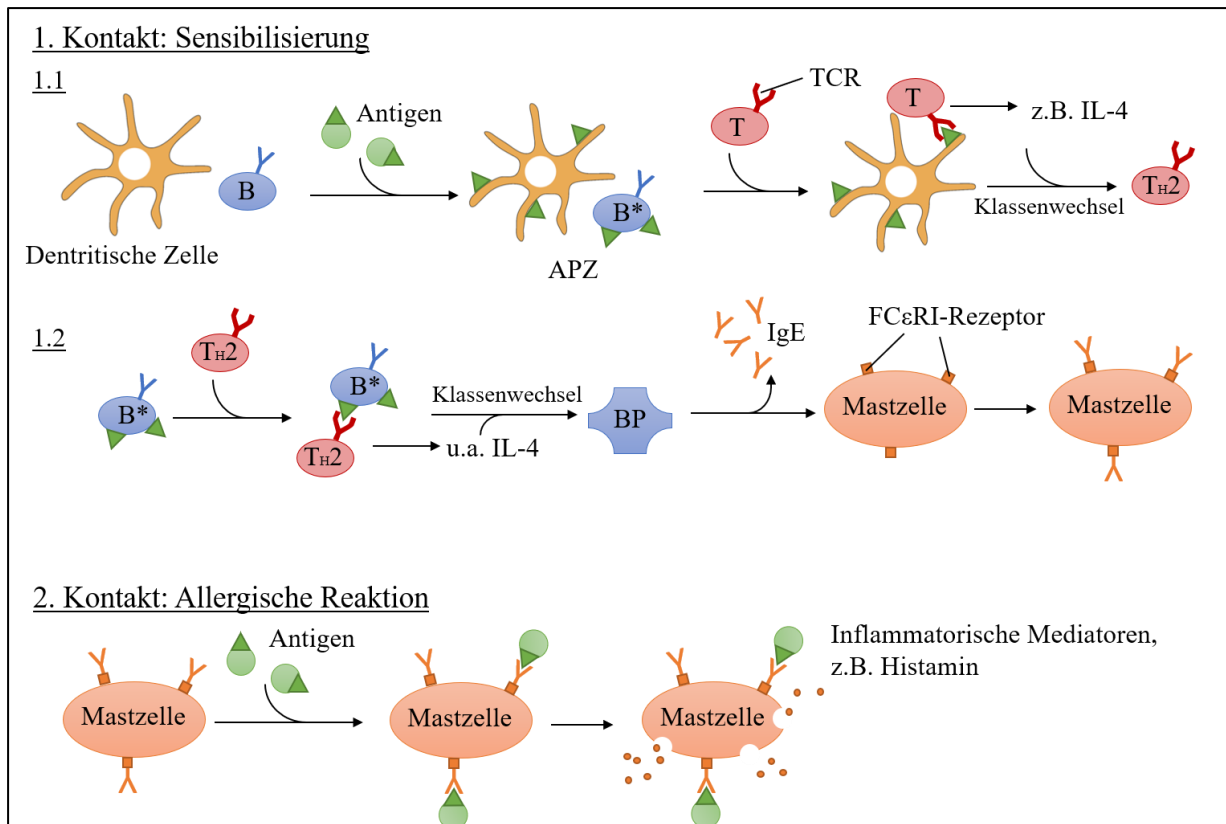 1. Kontakt: Sensibilisierung
1.1
Antigen
TCR
T
T
z.B. IL-4
B
B*
TH2
Klassenwechsel
Dentritische Zelle
APZ
1.2
TH2
IgE
FCεRI-Rezeptor
B*
B*
Klassenwechsel
BP
Mastzelle
Mastzelle
TH2
u.a. IL-4
2. Kontakt: Allergische Reaktion
Antigen
Inflammatorische Mediatoren,
z.B. Histamin
Mastzelle
Mastzelle
Mastzelle